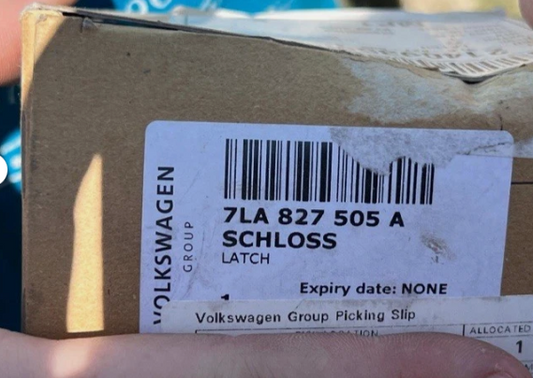 VOLKSWAGEN
GROUP
7LA 827 505 A
SCHLOSS
LATCH
Expiry date: NONE
1
Volkswagen Group Picking Slip
ALLOCATED
1